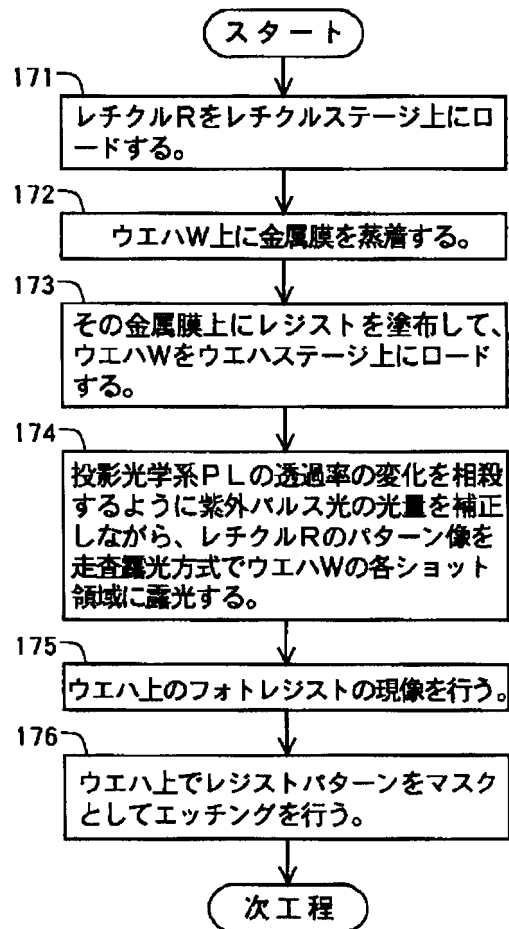 スタート
171
レチクルRをレチクルステージ上にロ
ードする。
172
ウエハW上に金属膜を蒸着する。
173
その金属膜上にレジストを塗布して、
ウエハWをウエハステージ上にロード
する。
174
投影光学系PLの透過率の変化を相殺
するように紫外パルス光の光量を補正
しながら、レチクルRのパターン像を
走査露光方式でウエハWの各ショット
領域に露光する。
175
ウエハ上のフォトレジストの現像を行う。
176
ウエハ上でレジストパターンをマスク
としてエッチングを行う。
次工程